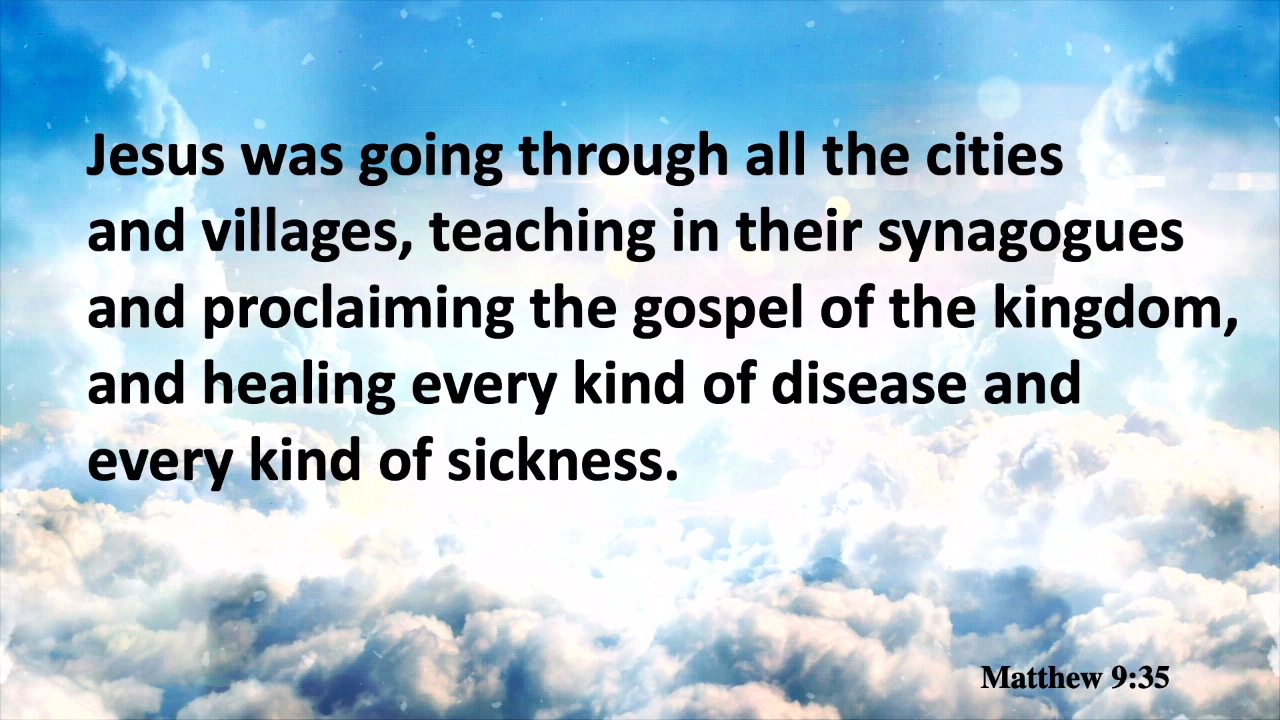 Jesus was going through all the cities
and villages, teaching in their synagogues
and proclaiming the gospel of the kingdom,
and healing every kind of disease and
every kind of sickness.
Matthew 9:35